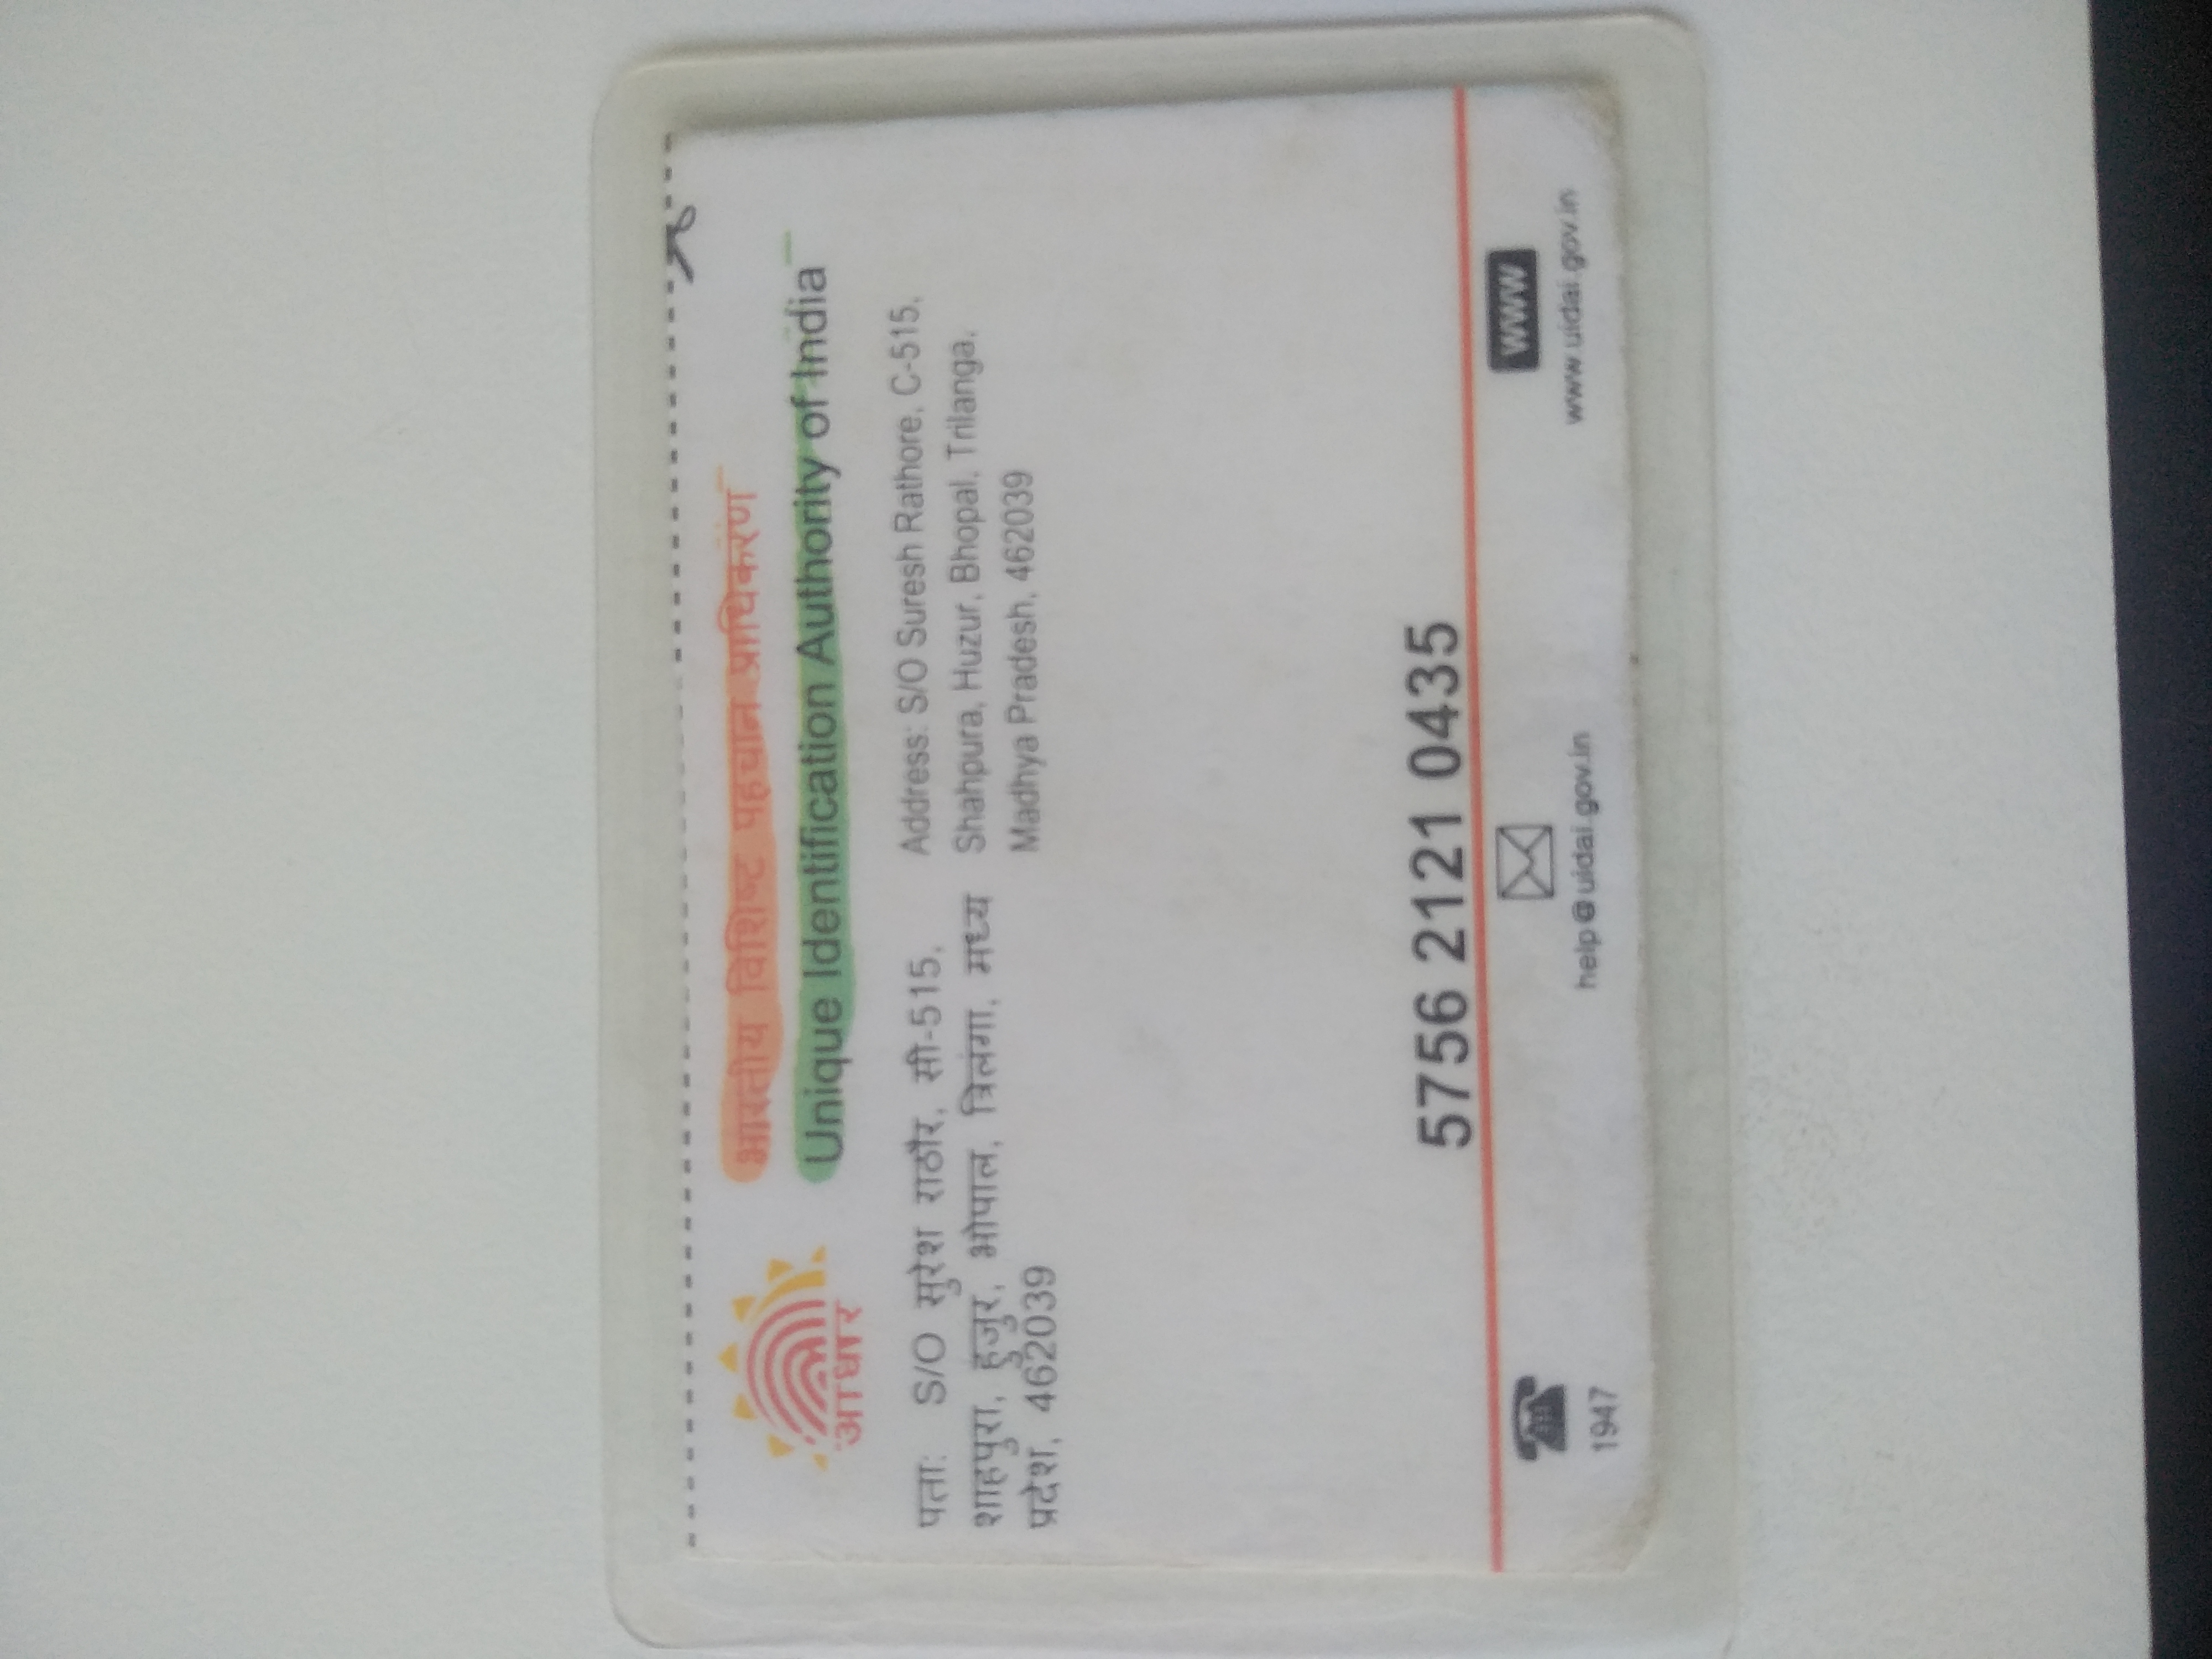 भारतीय विशिष्ट पहचान प्राधिकरण
Unique Identification Authority of India
आधार
पता: S/O सुरेश राठौर, सी-515,
शाहपुरा, हुजुर, भोपाल, त्रिलंगा, मध्य
प्रदेश, 462039
Address: S/O Suresh Rathore, C-515,
Shahpura, Huzur, Bhopal, Trilanga,
Madhya Pradesh, 462039
5756 2121 0435
1947
help@uidai.gov.in
WWW
www.uidai.gov.in